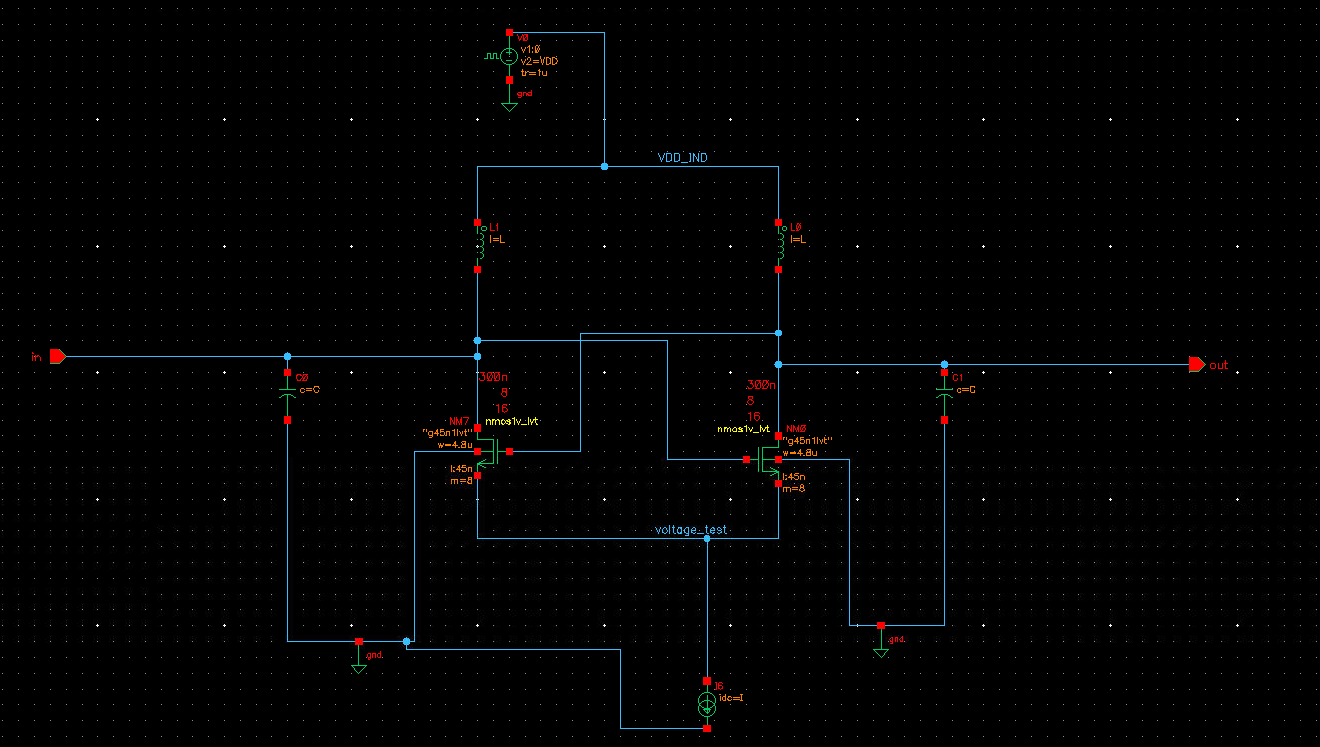 V0
v1:0
v2=VDD
tr=1u
gnd
VDD_IND
L1
l=L
L0
l=L
in
out
C0
c=C
C1
c=C
300n
8
16
nmos1v_lvt
NM7
"g45n1lvt"
w=4.8u
l:45n
m=8
300n
8
16
nmos1v_lvt
NM0
"g45n1lvt"
w=4.8u
l:45n
m=8
voltage_test
gnd
gnd
I6
idc=I